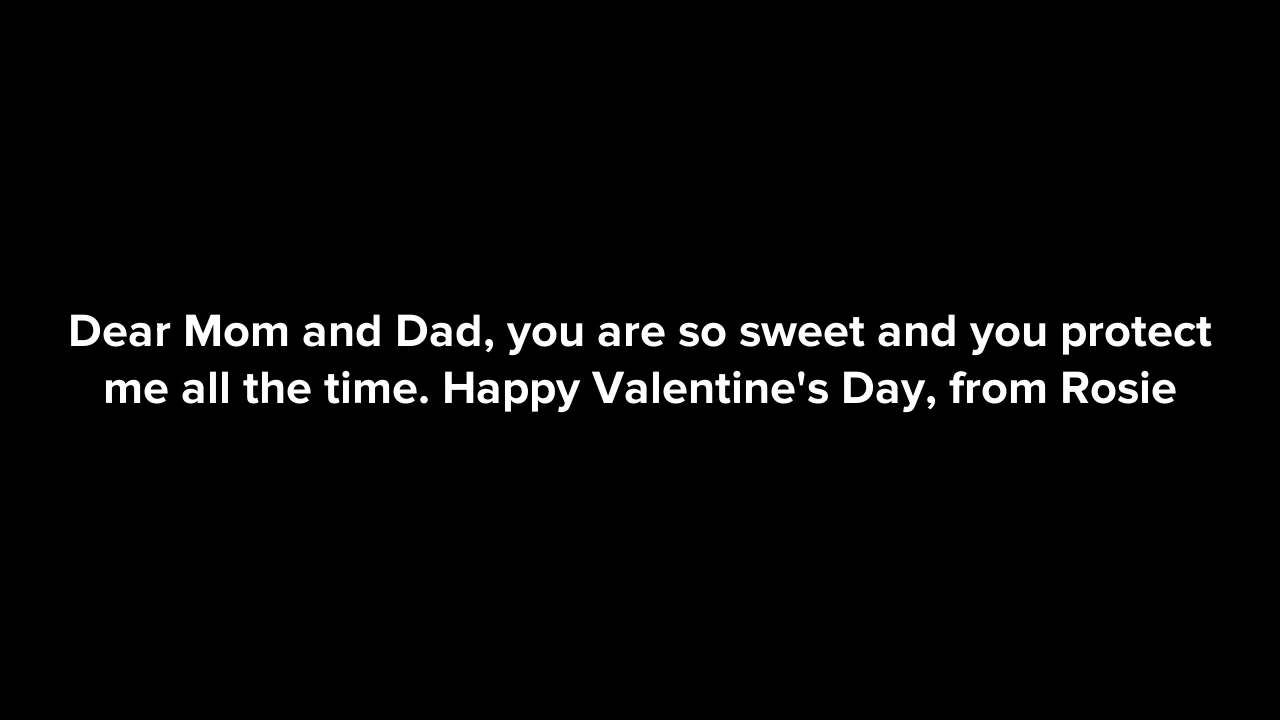 Dear Mom and Dad, you are so sweet and you protect
me all the time. Happy Valentine's Day, from Rosie